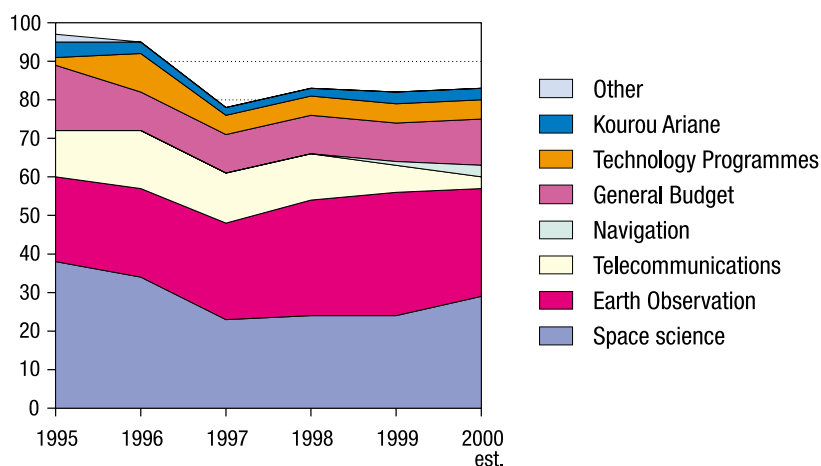 100
90
80
70
60
50
40
30
20
10
0
1995 1996 1997 1998 1999 2000
est.
Other
Kourou Ariane
Technology Programmes
General Budget
Navigation
Telecommunications
Earth Observation
Space science